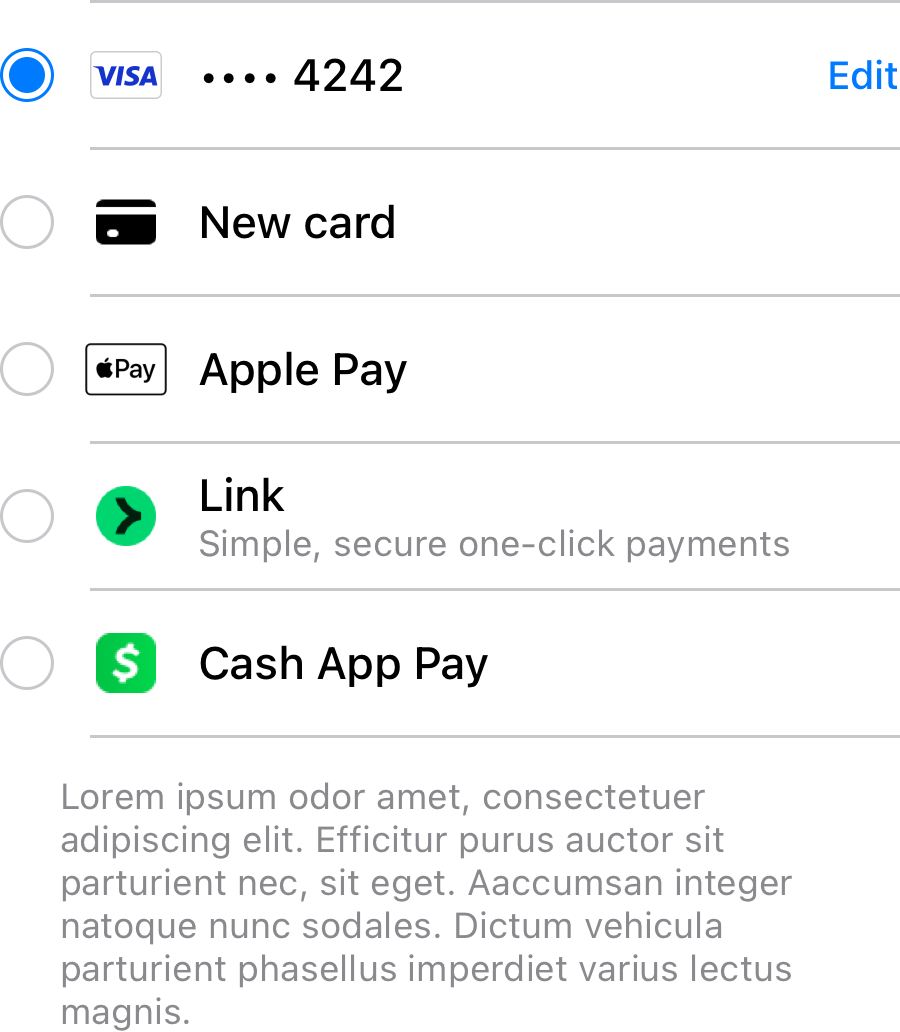 VISA •••• 4242 Edit
New card
Pay Apple Pay
Link
Simple, secure one-click payments
$ Cash App Pay
Lorem ipsum odor amet, consectetuer
adipiscing elit. Efficitur purus auctor sit
parturient nec, sit eget. Aaccumsan integer
natoque nunc sodales. Dictum vehicula
parturient phasellus imperdiet varius lectus
magnis.